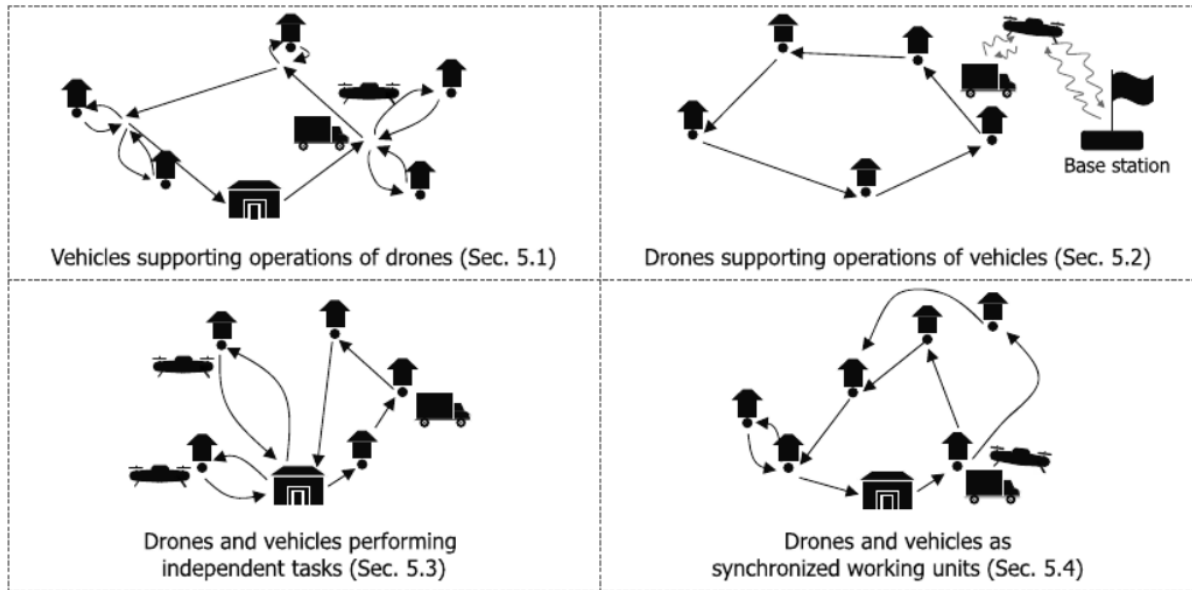 Base station
Vehicles supporting operations of drones (Sec. 5.1)
Drones supporting operations of vehicles (Sec. 5.2)
Drones and vehicles performing
independent tasks (Sec. 5.3)
Drones and vehicles as
synchronized working units (Sec. 5.4)